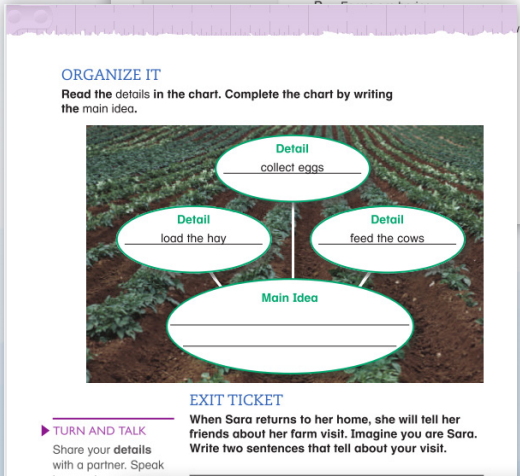 ORGANIZE IT
Read the details in the chart. Complete the chart by writing
the main idea.
Detail
collect eggs
Detail
load the hay
Detail
feed the cows
Main Idea
EXIT TICKET
When Sara returns to her home, she will tell her
friends about her farm visit. Imagine you are Sara.
Write two sentences that tell about your visit.
TURN AND TALK
Share your details
with a partner. Speak